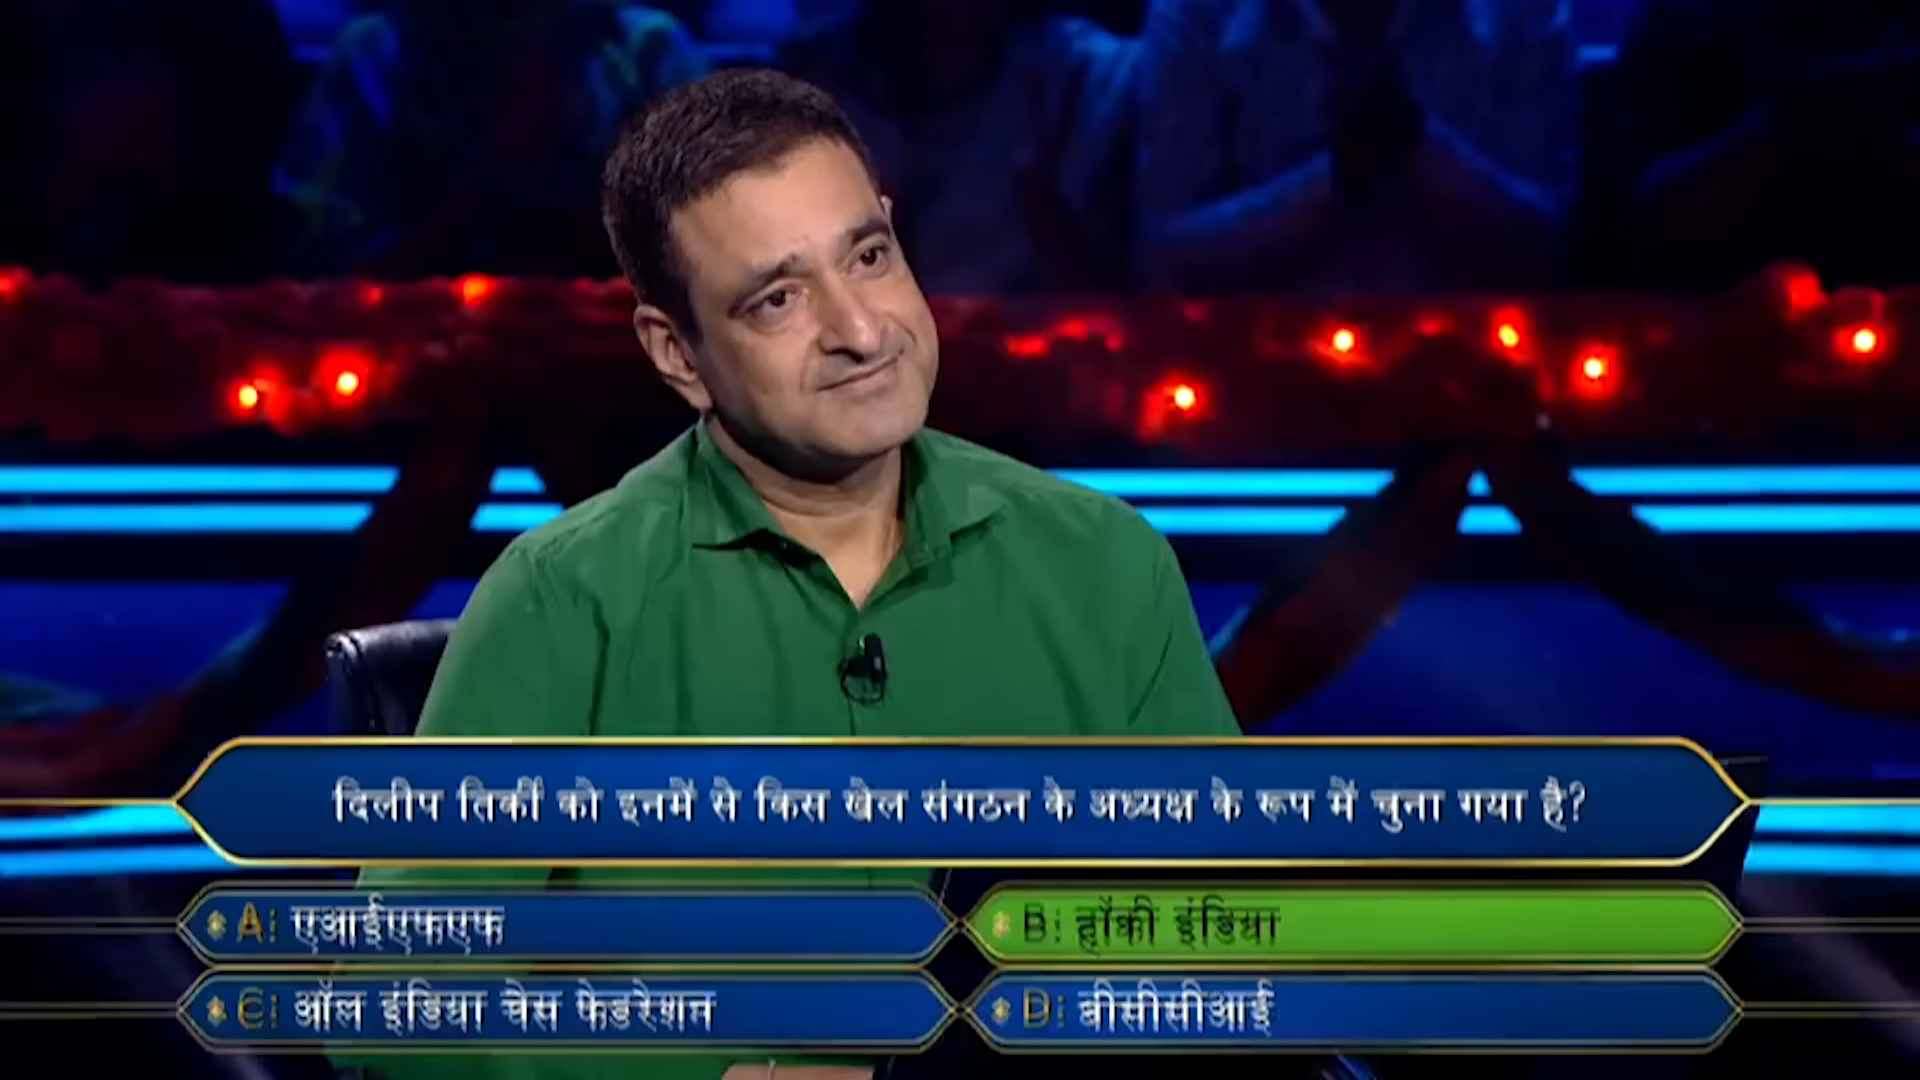 दिलीप तिर्की को इनमें से किस खेल संगठन के अध्यक्ष के रूप में चुना गया है?
A: एआईएफएफ
B: हॉकी इंडिया
C: ऑल इंडिया चेस फेडरेशन
D: बीसीसीआई